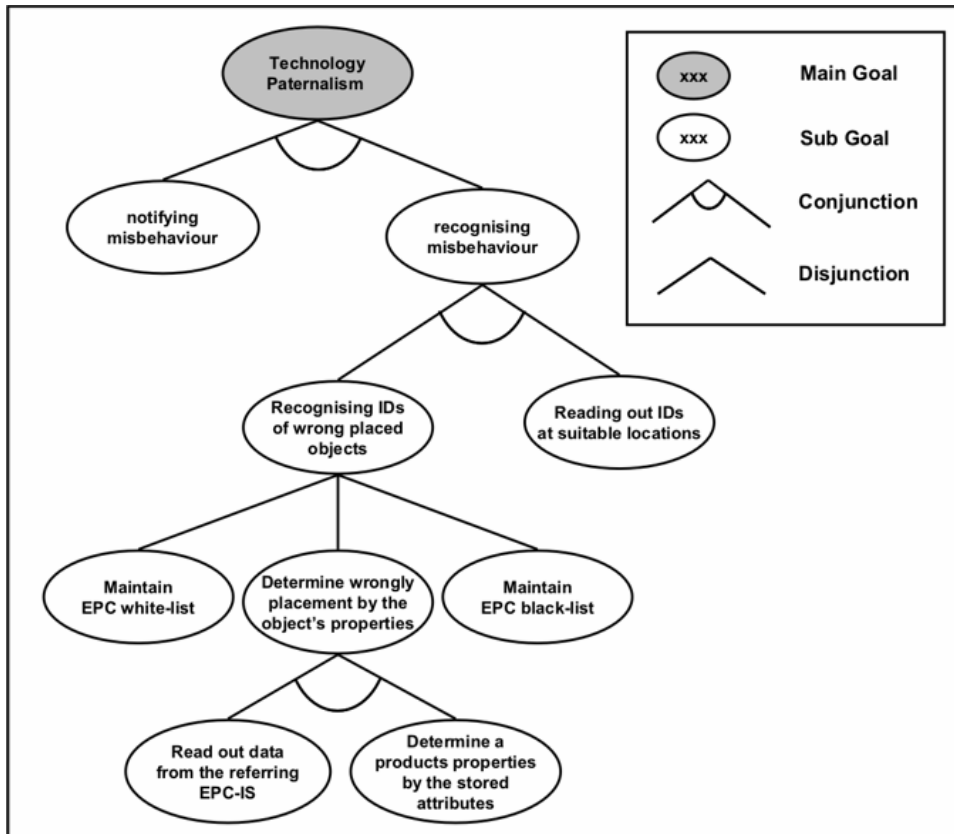 Technology
Paternalism
xxx
Main Goal
xxx
Sub Goal
Conjunction
Disjunction
notifying
misbehaviour
recognising
misbehaviour
Recognising IDs
of wrong placed
objects
Reading out IDs
at suitable locations
Maintain
EPC white-list
Determine wrongly
placement by the
object's properties
Maintain
EPC black-list
Read out data
from the referring
EPC-IS
Determine a
products properties
by the stored
attributes